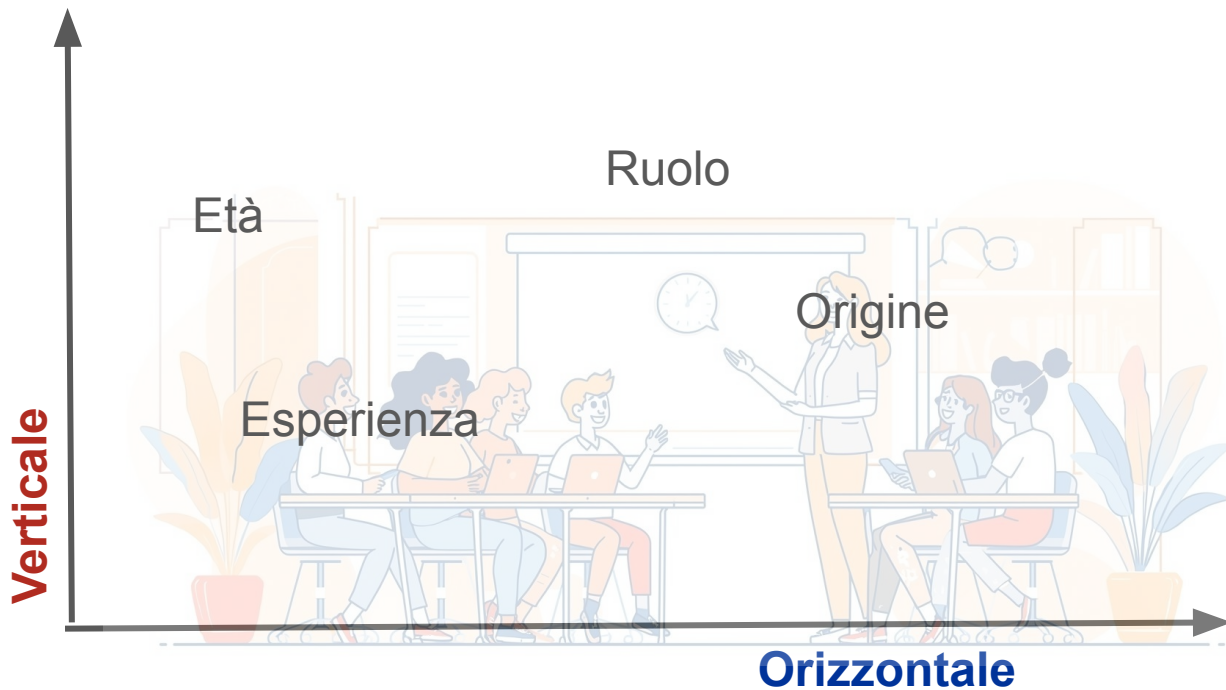 Ruolo
Età
Origine
Esperienza
Verticale
Orizzontale